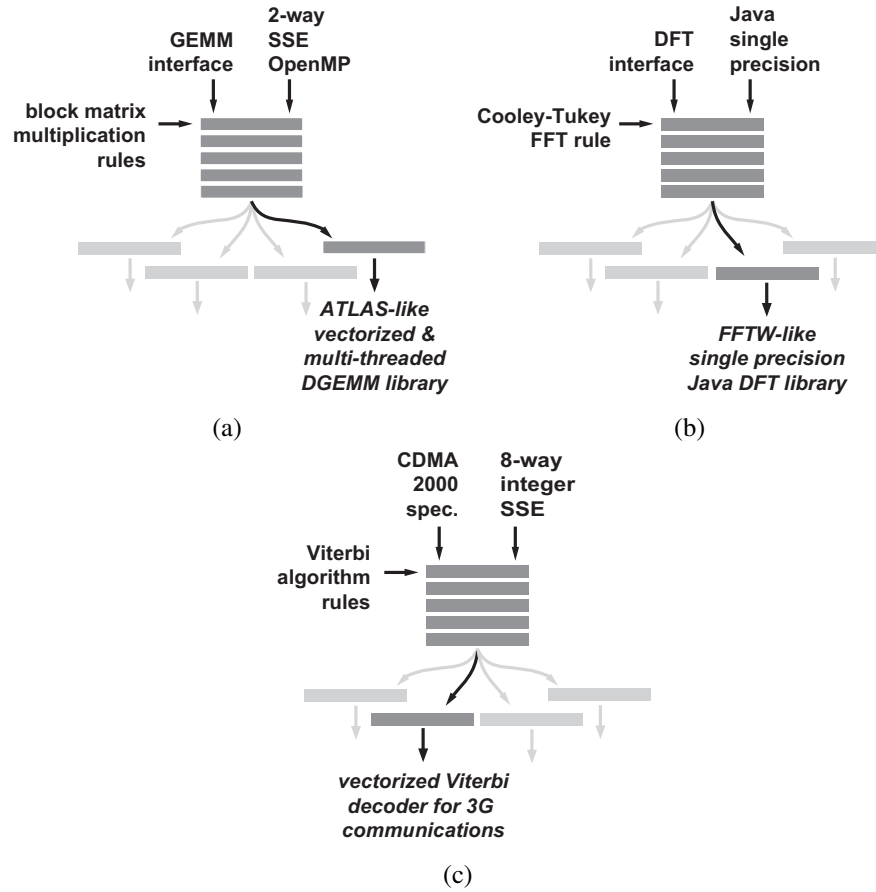 GEMM
interface
2-way
SSE
OpenMP
block matrix
multiplication
rules
ATLAS-like
vectorized &
multi-threaded
DGEMM library
(a)
DFT
interface
Java
single
precision
Cooley-Tukey
FFT rule
FFTW-like
single precision
Java DFT library
(b)
CDMA
2000
spec.
8-way
integer
SSE
Viterbi
algorithm
rules
vectorized Viterbi
decoder for 3G
communications
(c)